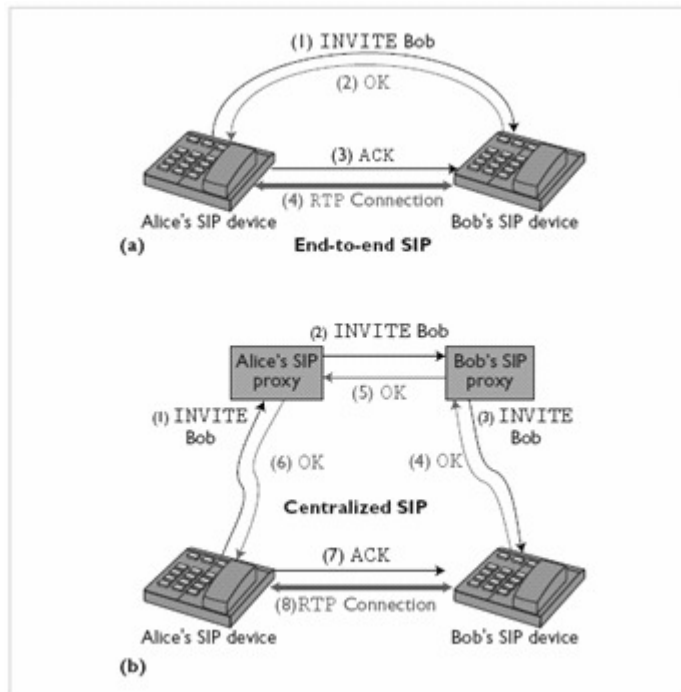 (1) INVITE Bob
(2) OK
(3) ACK
(4) RTP Connection
Alice's SIP device
Bob's SIP device
(a)
End-to-end SIP
(2) INVITE Bob
Alice's SIP
proxy
Bob's SIP
proxy
(5) OK
(1) INVITE
Bob
(3) INVITE
Bob
(6) OK
(4) OK
Centralized SIP
(7) ACK
(8)RTP Connection
Alice's SIP device
Bob's SIP device
(b)